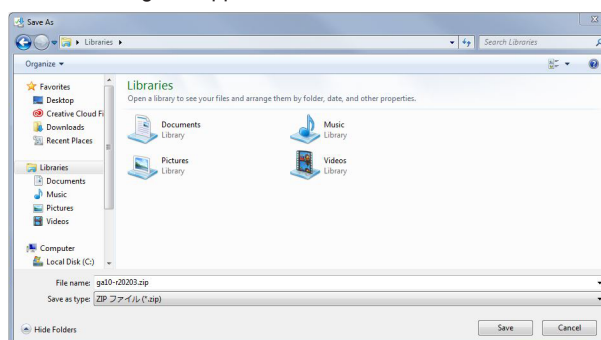 Save As
Libraries
Search Libraries
Organize
Favorites
Desktop
Creative Cloud Fi
Downloads
Recent Places
Libraries
Documents
Music
Pictures
Videos
Computer
Local Disk (C:)
Libraries
Open a library to see your files and arrange them by folder, date, and other properties.
Documents
Library
Music
Library
Pictures
Library
Videos
Library
File name: ga10-r20203.zip
Save as type: ZIP ファイル (*.zip)
Hide Folders
Save
Cancel